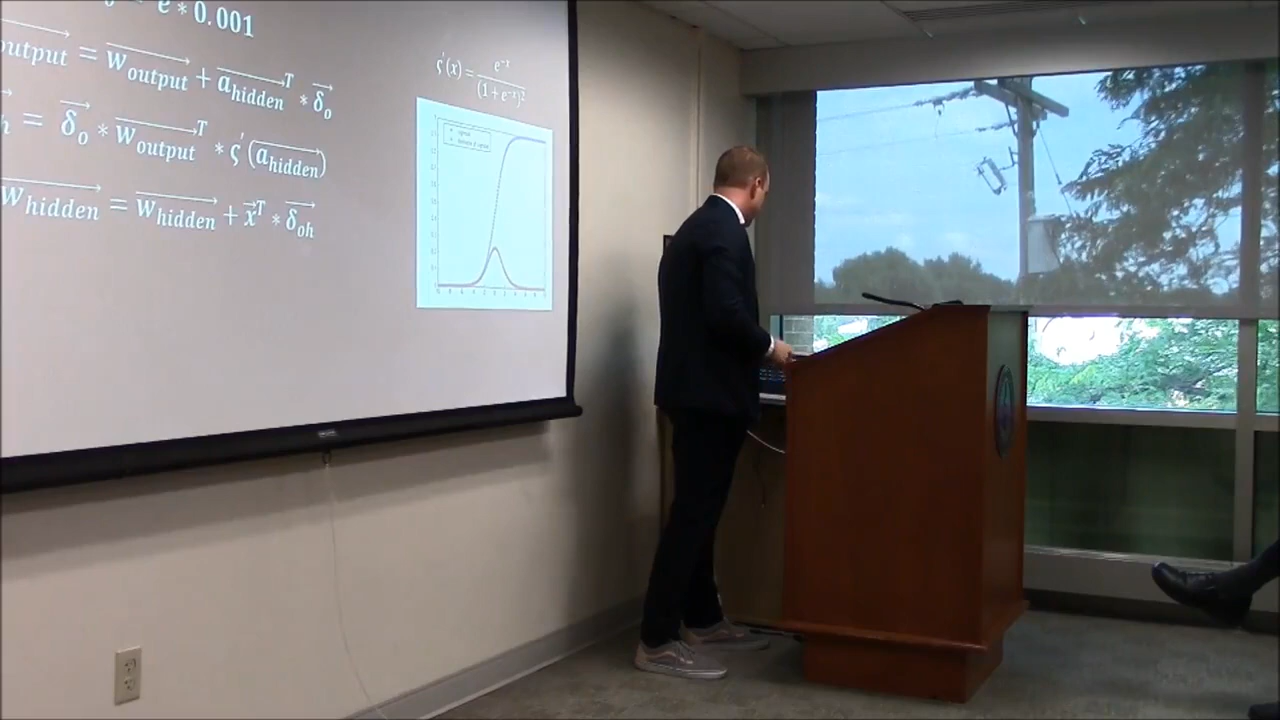 e * 0.001
output = w_output + a_hidden^T * δ_o
h = δ_o * w_output^T * ς′(a_hidden)
w_hidden = w_hidden + x^T * δ_oh
ς′(x) = e^-x / (1 + e^-x)^2